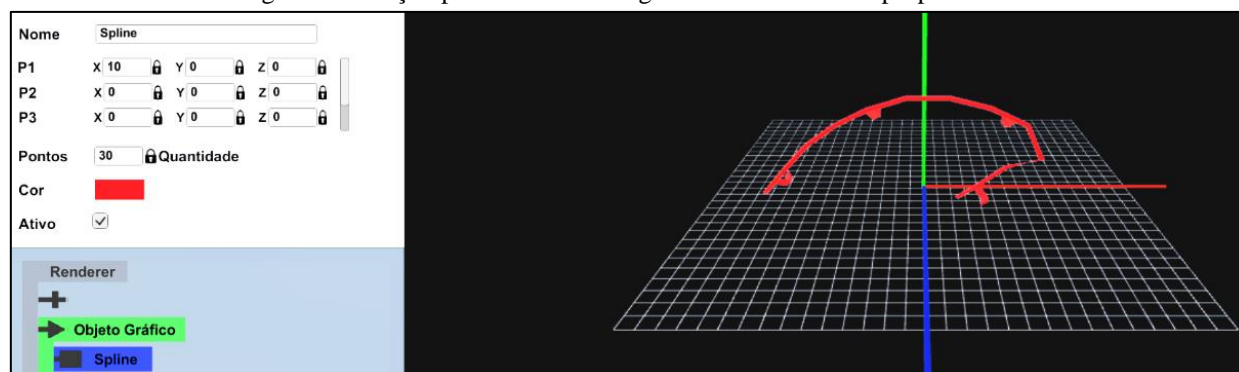 Nome Spline
P1 X 10 Y 0 Z 0
P2 X 0 Y 0 Z 0
P3 X 0 Y 0 Z 0
Pontos 30 Quantidade
Cor
Ativo
Renderer
Objeto Gráfico
Spline